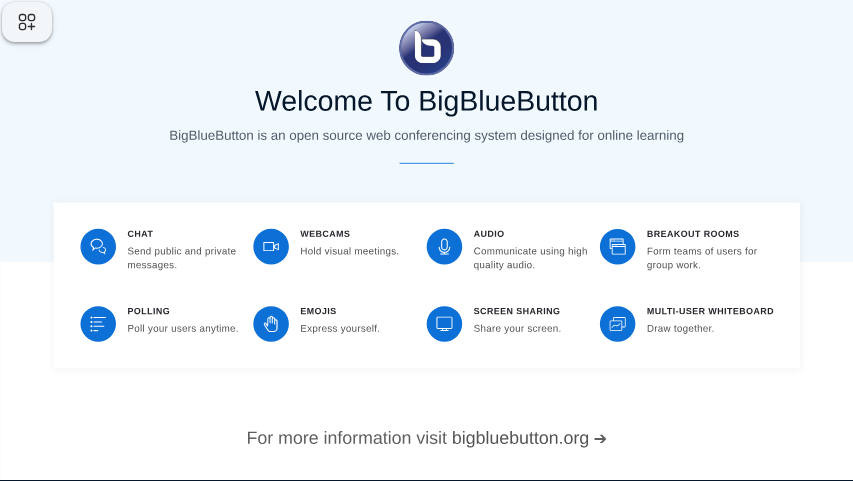 Welcome To BigBlueButton
BigBlueButton is an open source web conferencing system designed for online learning
CHAT
Send public and private
messages.
WEBCAMS
Hold visual meetings.
AUDIO
Communicate using high
quality audio.
BREAKOUT ROOMS
Form teams of users for
group work.
POLLING
Poll your users anytime.
EMOJIS
Express yourself.
SCREEN SHARING
Share your screen.
MULTI-USER WHITEBOARD
Draw together.
For more information visit bigbluebutton.org ➔